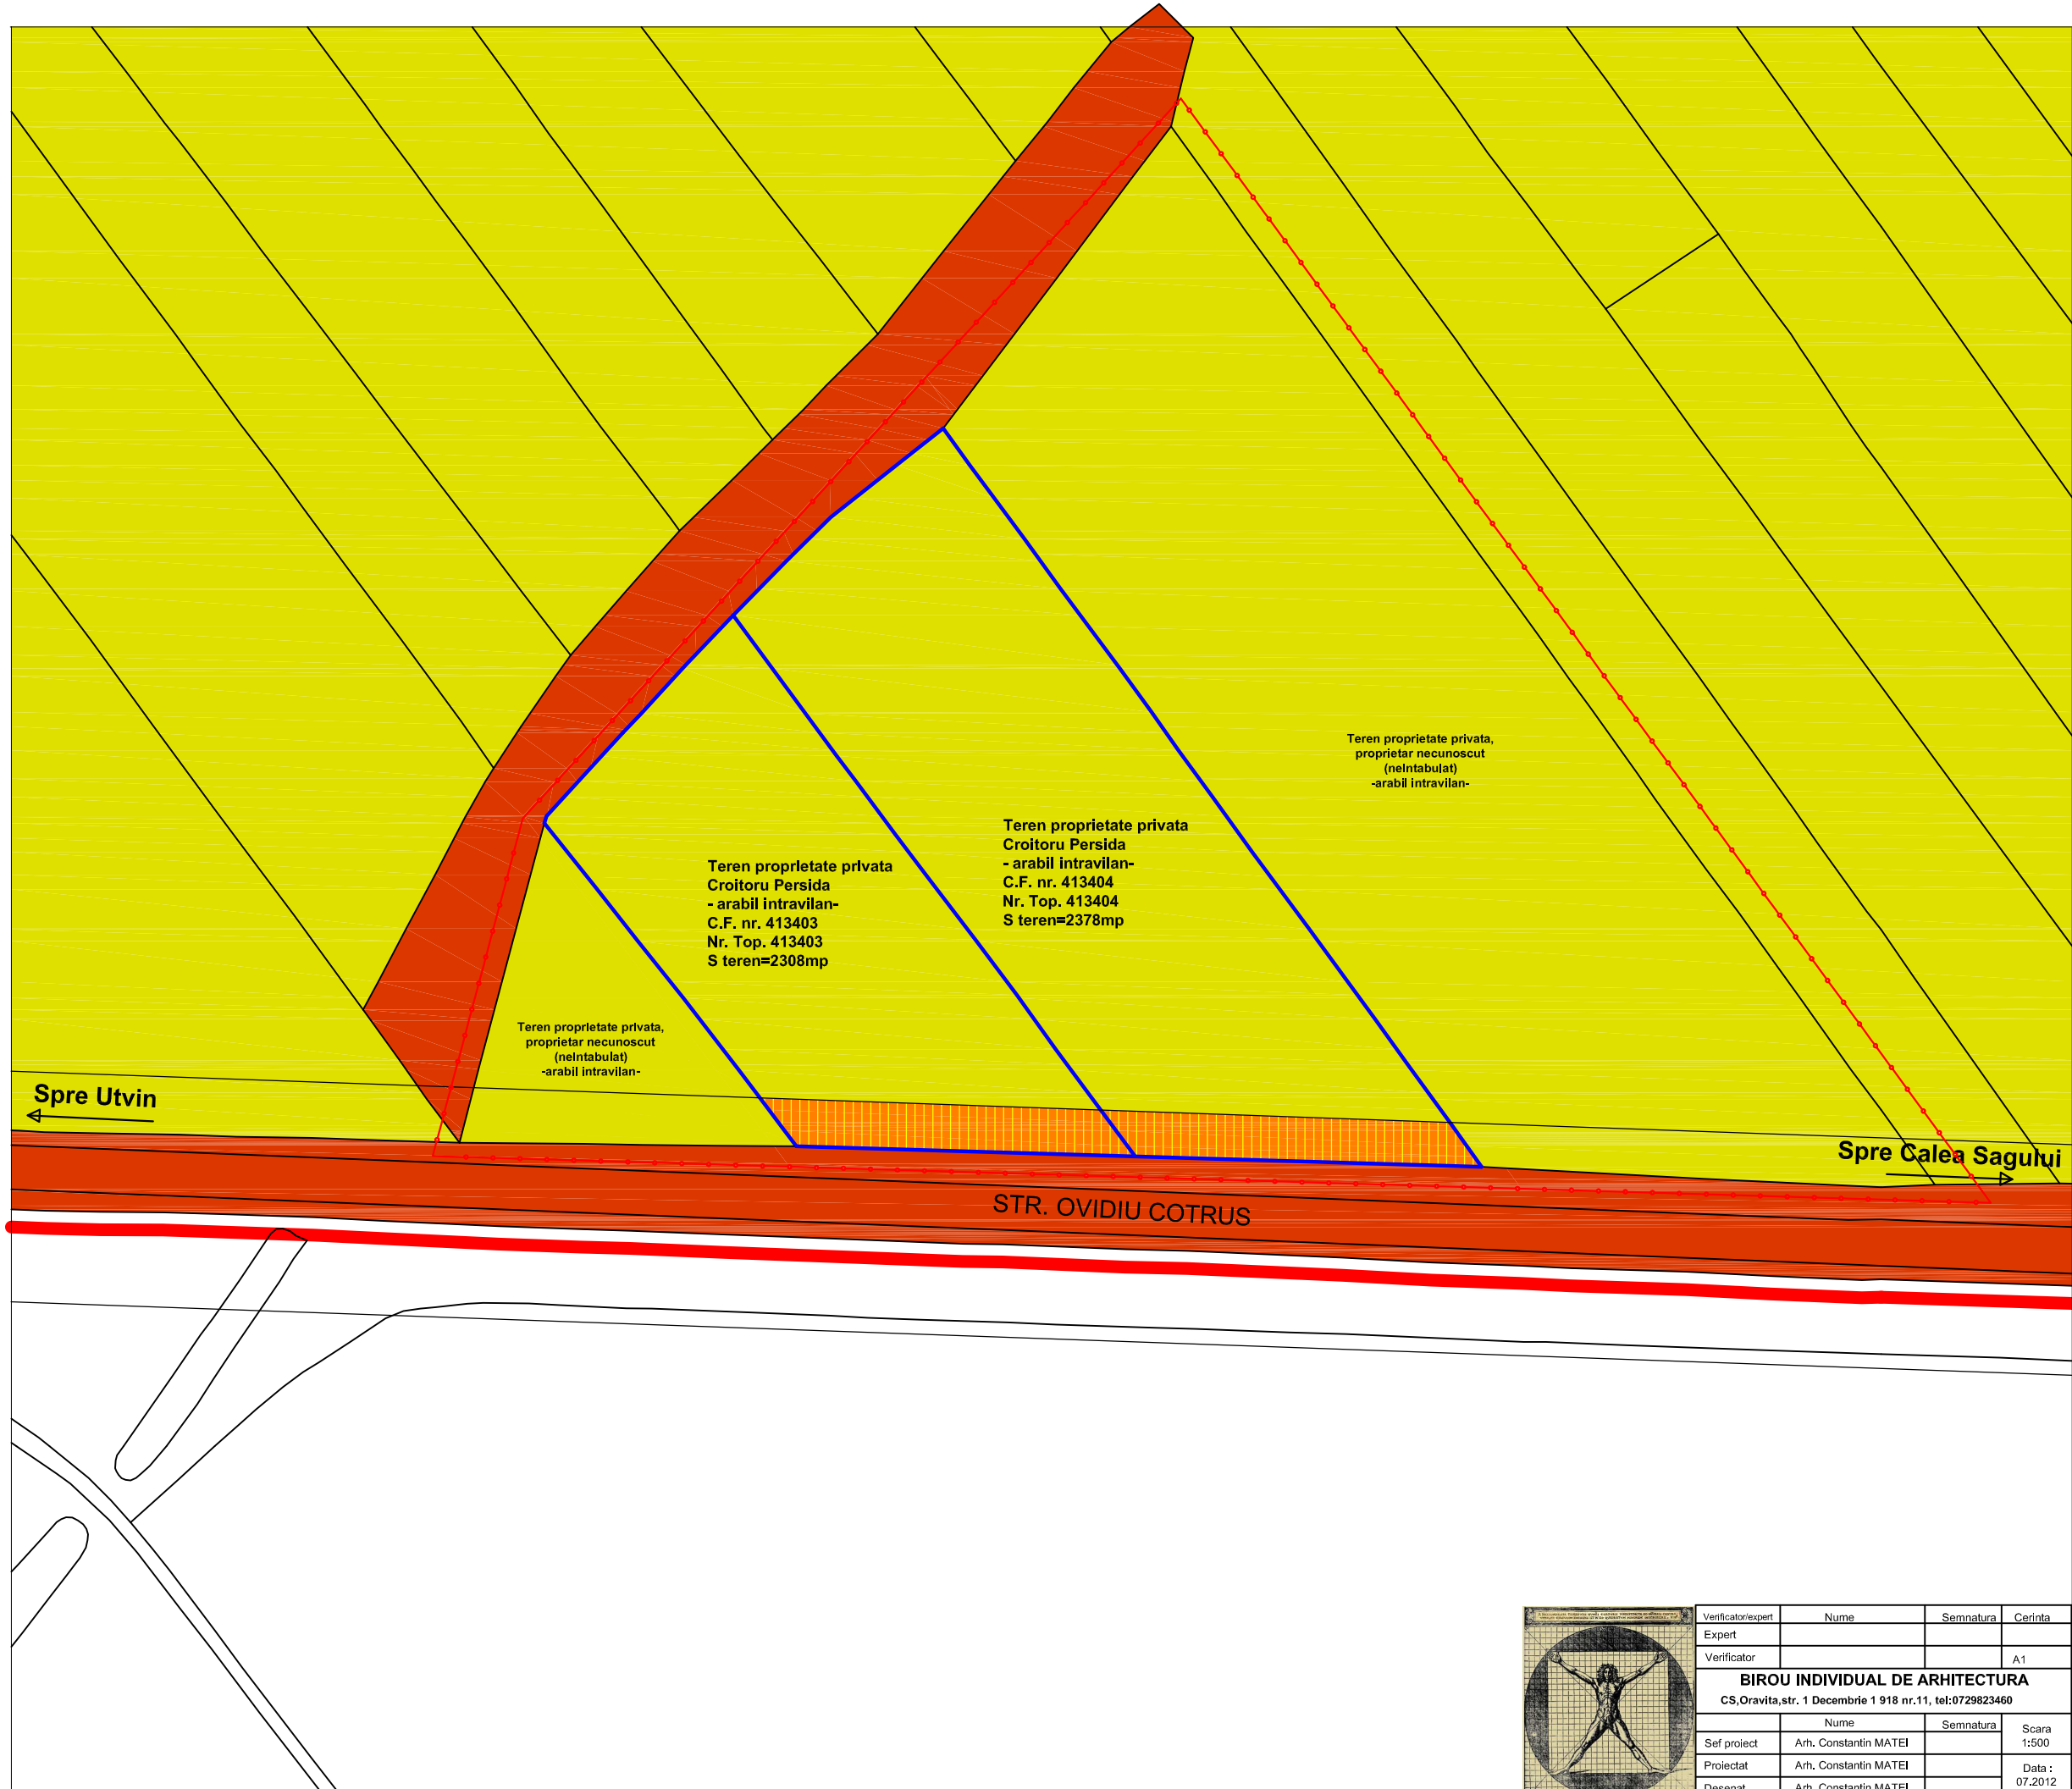 Teren proprietate privata,
proprietar necunoscut
(neintabulat)
-arabil intravilan-
Teren proprietate privata
Croitoru Persida
- arabil intravilan-
C.F. nr. 413404
Nr. Top. 413404
S teren=2378mp
Teren proprietate privata
Croitoru Persida
- arabil intravilan-
C.F. nr. 413403
Nr. Top. 413403
S teren=2308mp
Teren proprietate privata,
proprietar necunoscut
(neintabulat)
-arabil intravilan-
Spre Utvin
Spre Calea Sagului
STR. OVIDIU COTRUS
Verificator/expert Nume Semnatura Cerinta
Expert
Verificator A1
BIROU INDIVIDUAL DE ARHITECTURA
CS,Oravita,str. 1 Decembrie 1 918 nr.11, tel:0729823460
Nume Semnatura Scara
1:500
Sef proiect Arh. Constantin MATEI
Proiectat Arh. Constantin MATEI Data :
07.2012
Desenat Arh. Constantin MATEI